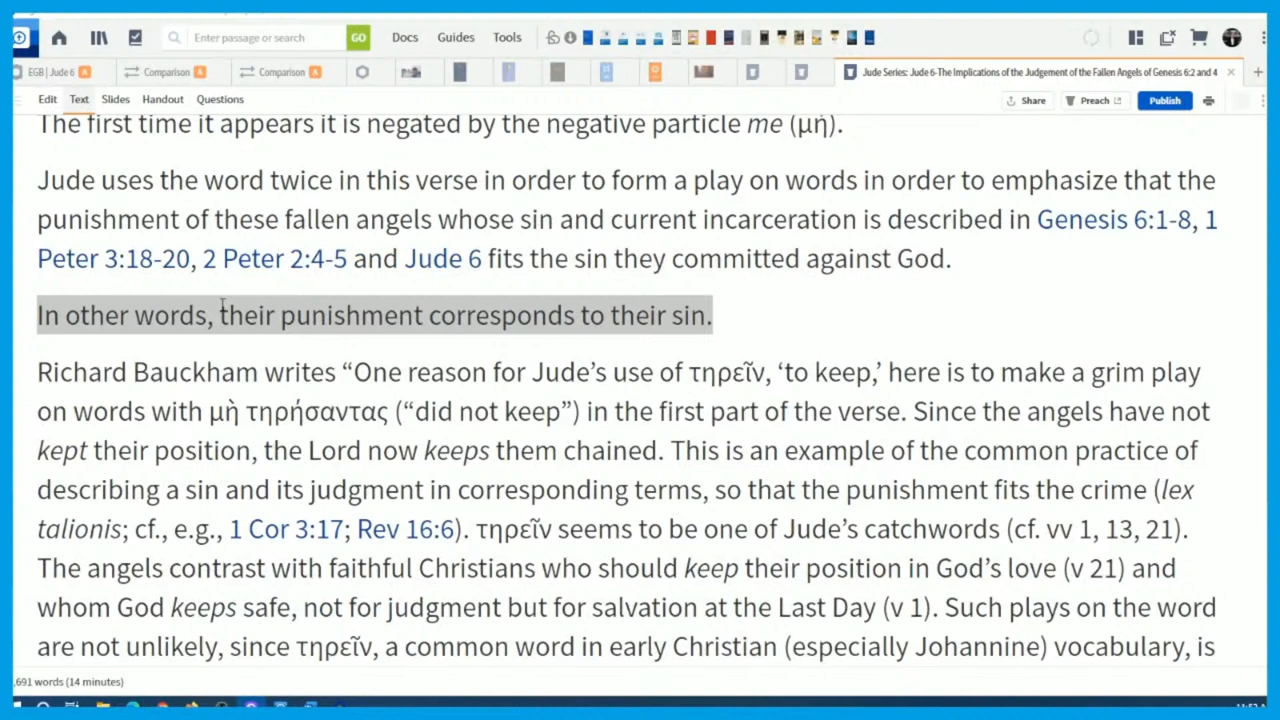 Enter passage or search
GO
Docs Guides Tools
EGB | Jude 6 A Comparison A Comparison A Jude Series: Jude 6-The Implications of the Judgement of the Fallen Angels of Genesis 6:2 and 4
Edit Text Slides Handout Questions Share Preach Publish
The first time it appears it is negated by the negative particle me (μή).
Jude uses the word twice in this verse in order to form a play on words in order to emphasize that the
punishment of these fallen angels whose sin and current incarceration is described in Genesis 6:1-8, 1
Peter 3:18-20, 2 Peter 2:4-5 and Jude 6 fits the sin they committed against God.
In other words, their punishment corresponds to their sin.
Richard Bauckham writes “One reason for Jude’s use of τηρεῖν, ‘to keep,’ here is to make a grim play
on words with μὴ τηρήσαντας (“did not keep”) in the first part of the verse. Since the angels have not
kept their position, the Lord now keeps them chained. This is an example of the common practice of
describing a sin and its judgment in corresponding terms, so that the punishment fits the crime (lex
talionis; cf., e.g., 1 Cor 3:17; Rev 16:6). τηρεῖν seems to be one of Jude’s catchwords (cf. vv 1, 13, 21).
The angels contrast with faithful Christians who should keep their position in God’s love (v 21) and
whom God keeps safe, not for judgment but for salvation at the Last Day (v 1). Such plays on the word
are not unlikely, since τηρεῖν, a common word in early Christian (especially Johannine) vocabulary, is
,691 words (14 minutes)